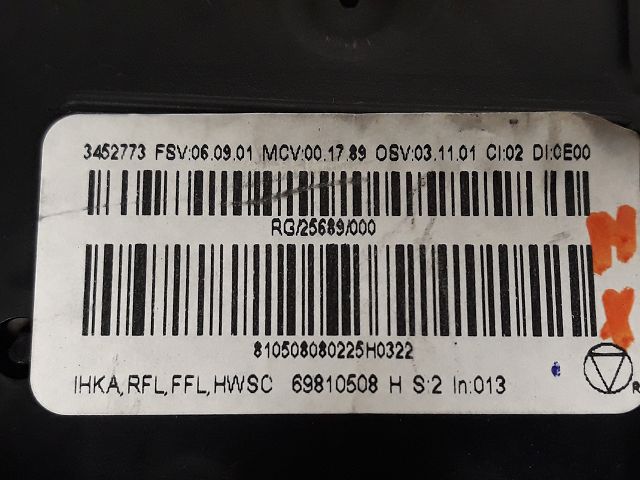 3452773 FSV:06.09.01 MCV:00.17.89 OSV:03.11.01 CI:02 DI:0E00
RG/25689/000
810508080225H0322
IHKA,RFL,FFL,HWSC 69810508 H S:2 In:013
H
X
R